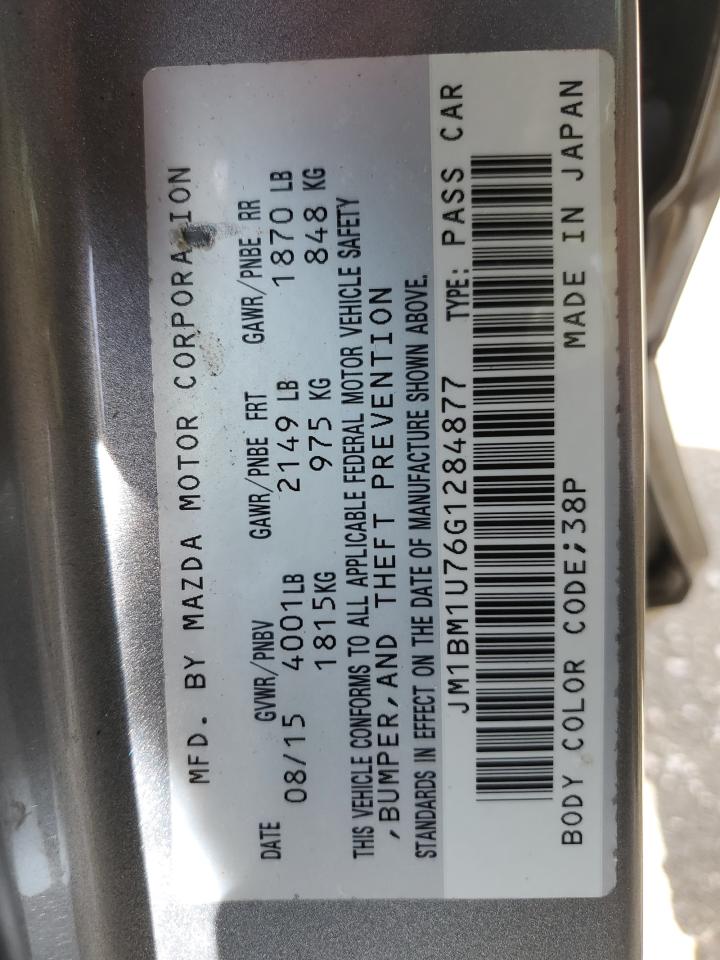 MFD. BY MAZDA MOTOR CORPORATION
DATE GVWR/PNBV GAWR/PNBE FRT GAWR/PNBE RR
08/15 4001LB 2149 LB 1870 LB
1815KG 975 KG 848 KG
THIS VEHICLE CONFORMS TO ALL APPLICABLE FEDERAL MOTOR VEHICLE SAFETY
,BUMPER,AND THEFT PREVENTION
STANDARDS IN EFFECT ON THE DATE OF MANUFACTURE SHOWN ABOVE.
JM1BM1U76G1284877 TYPE: PASS CAR
BODY COLOR CODE;38P MADE IN JAPAN